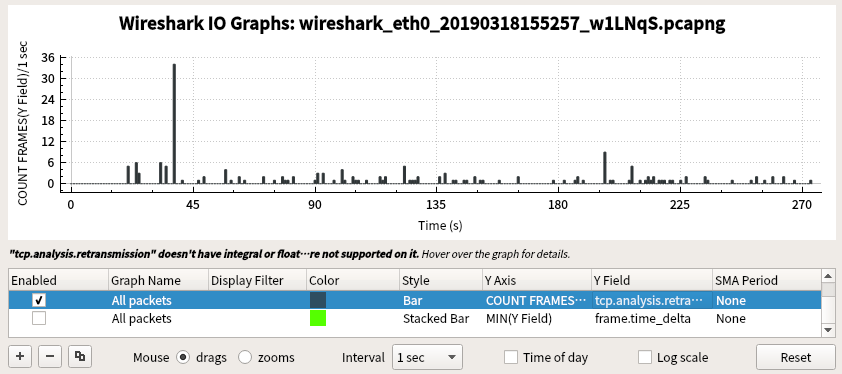 Wireshark IO Graphs: wireshark_eth0_20190318155257_w1LNqS.pcapng
COUNT FRAMES(Y Field)/1 sec
36
30
24
18
12
6
0
0 45 90 135 180 225 270
Time (s)
"tcp.analysis.retransmission" doesn't have integral or float···re not supported on it. Hover over the graph for details.
Enabled Graph Name Display Filter Color Style Y Axis Y Field SMA Period
All packets Bar COUNT FRAMES··· tcp.analysis.retra··· None
All packets Stacked Bar MIN(Y Field) frame.time_delta None
+ − Mouse drags zooms Interval 1 sec Time of day Log scale Reset